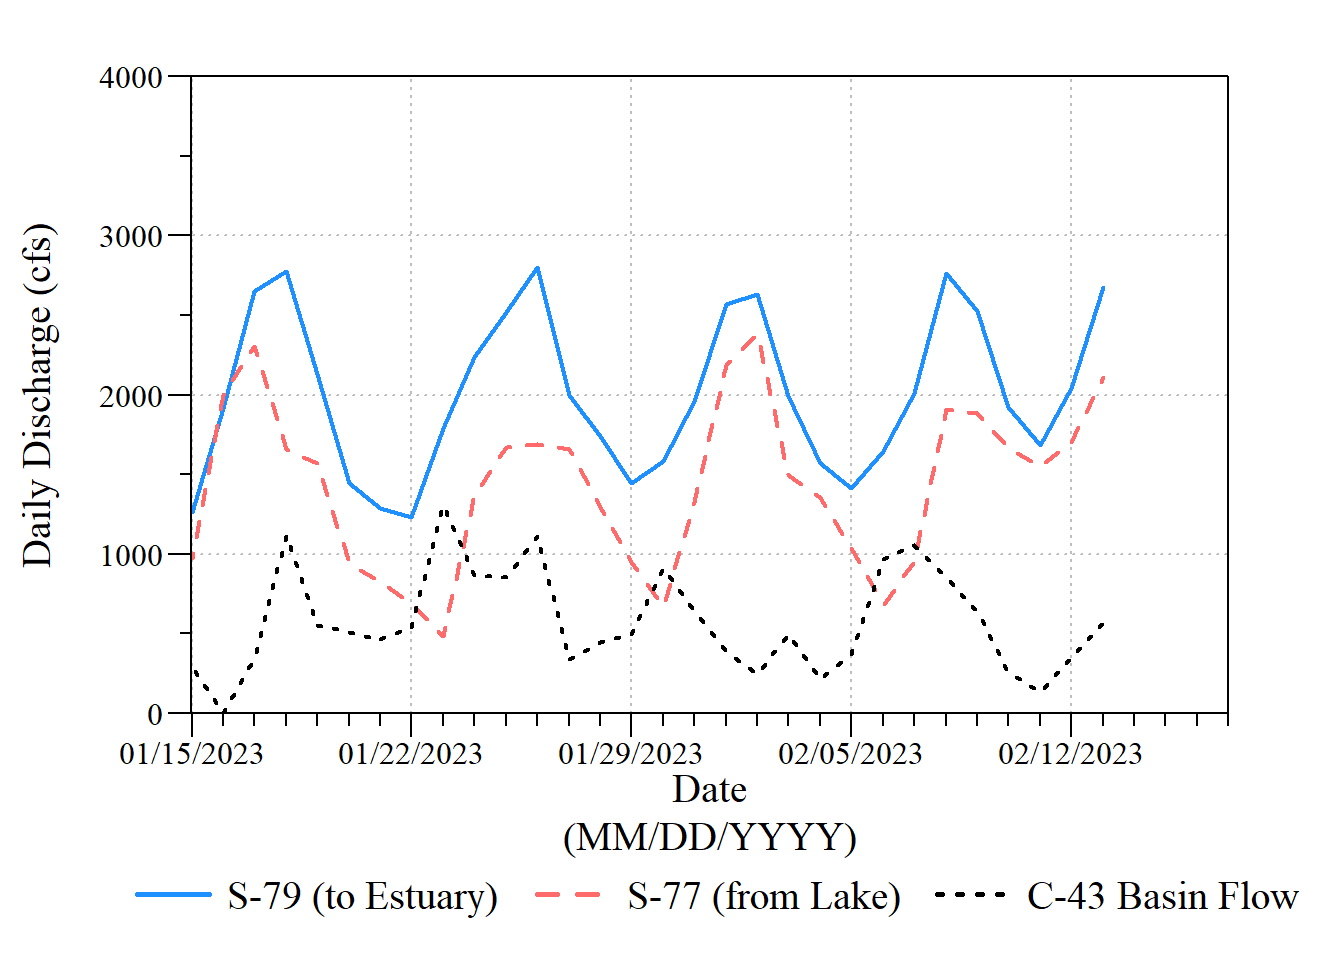 4000
3000
2000
1000
0
Daily Discharge (cfs)
01/15/2023 01/22/2023 01/29/2023 02/05/2023 02/12/2023
Date
(MM/DD/YYYY)
S-79 (to Estuary) S-77 (from Lake) C-43 Basin Flow